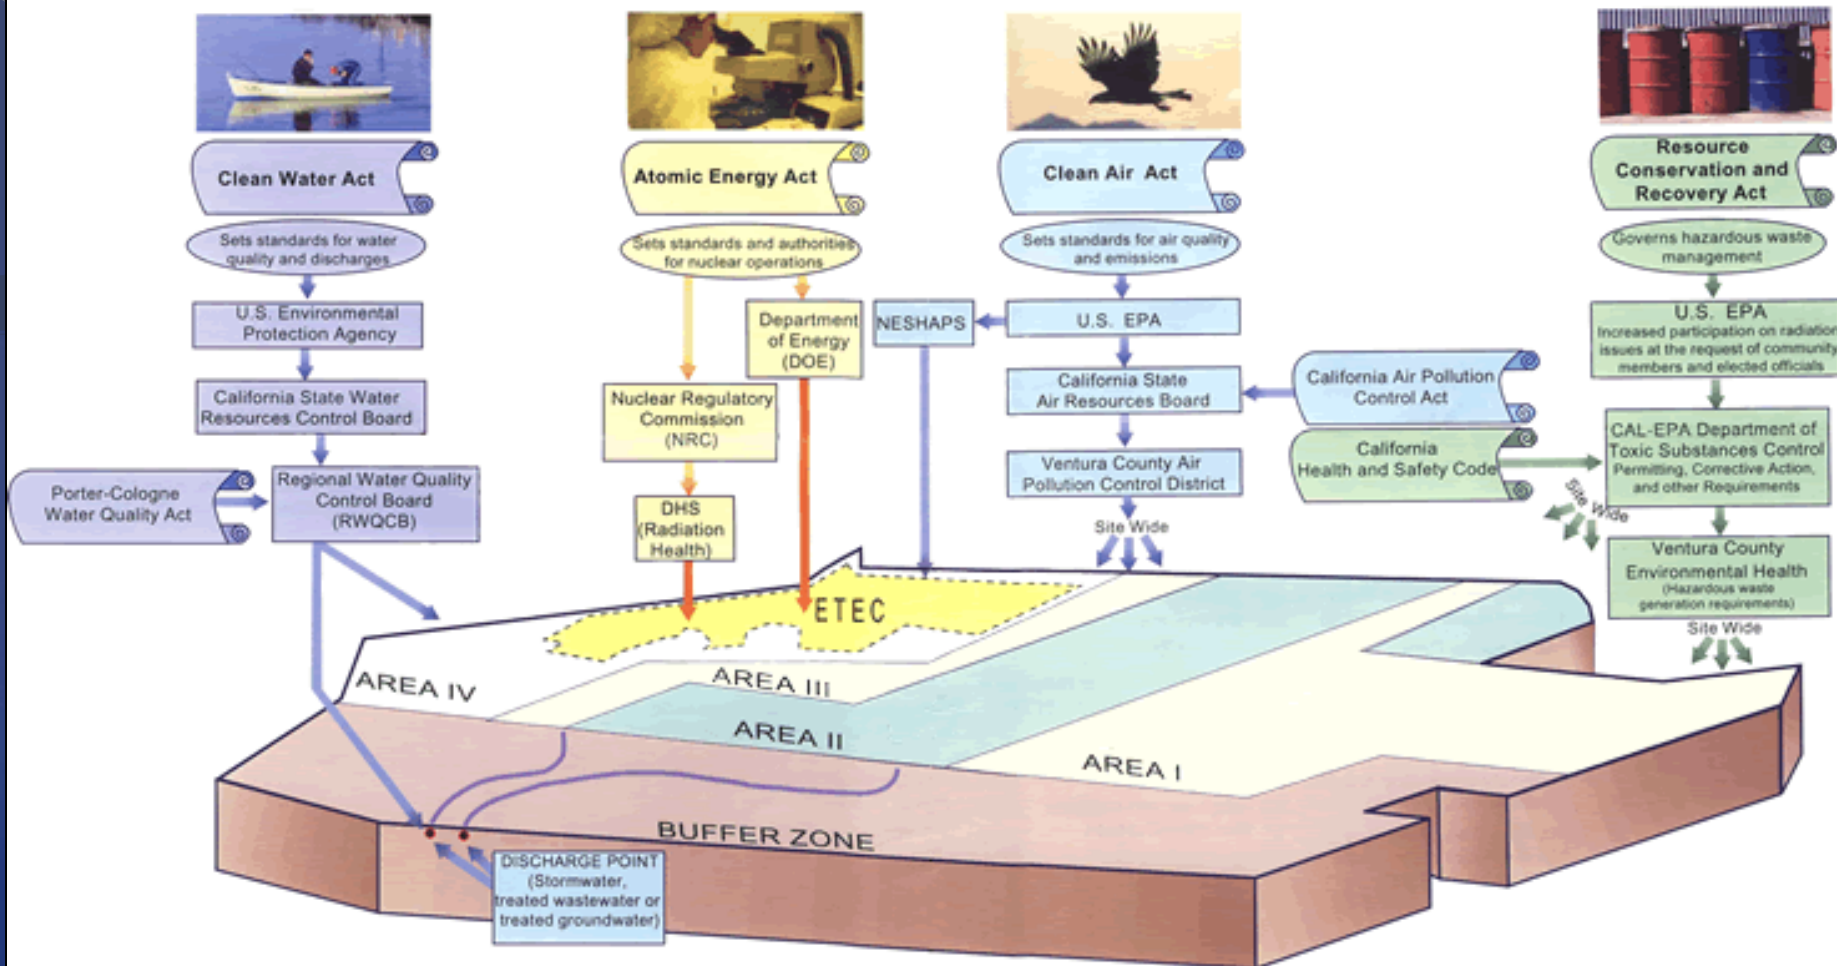 Clean Water Act
Sets standards for water
quality and discharges
U.S. Environmental
Protection Agency
California State Water
Resources Control Board
Porter-Cologne
Water Quality Act
Regional Water Quality
Control Board
(RWQCB)
Atomic Energy Act
Sets standards and authorities
for nuclear operations
Department
of Energy
(DOE)
Nuclear Regulatory
Commission
(NRC)
DHS
(Radiation
Health)
Clean Air Act
Sets standards for air quality
and emissions
NESHAPS
U.S. EPA
California State
Air Resources Board
California Air Pollution
Control Act
Ventura County Air
Pollution Control District
Site Wide
Resource
Conservation and
Recovery Act
Governs hazardous waste
management
U.S. EPA
Increased participation on radiation
issues at the request of community
members and elected officials
California
Health and Safety Code
CAL-EPA Department of
Toxic Substances Control
Permitting, Corrective Action,
and other Requirements
Site Wide
Ventura County
Environmental Health
(Hazardous waste
generation requirements)
Site Wide
ETEC
AREA IV
AREA III
AREA II
AREA I
BUFFER ZONE
DISCHARGE POINT
(Stormwater,
treated wastewater or
treated groundwater)